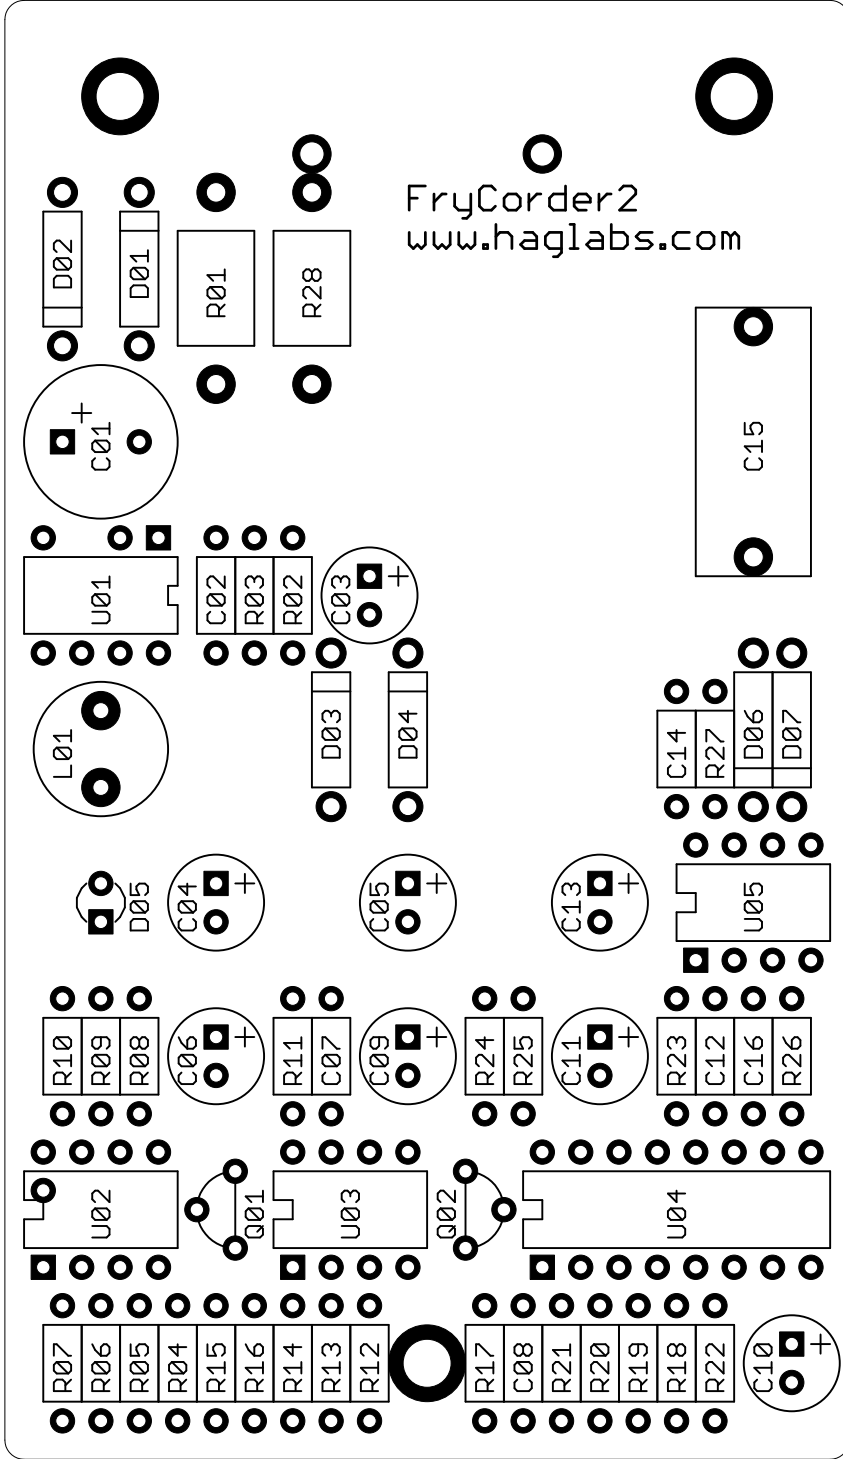 FryCorder2
www.haglabs.com
D02
D01
R01
R28
+
C01
C15
U01
C02
R03
R02
C03
+
L01
D03
D04
C14
R27
D06
D07
D05
C04
+
C05
+
C13
+
U05
R10
R09
R08
C06
+
R11
C07
C09
+
R24
R25
C11
+
R23
C12
C16
R26
U02
Q01
U03
Q02
U04
R07
R06
R05
R04
R15
R16
R14
R13
R12
R17
C08
R21
R20
R19
R18
R22
C10
+